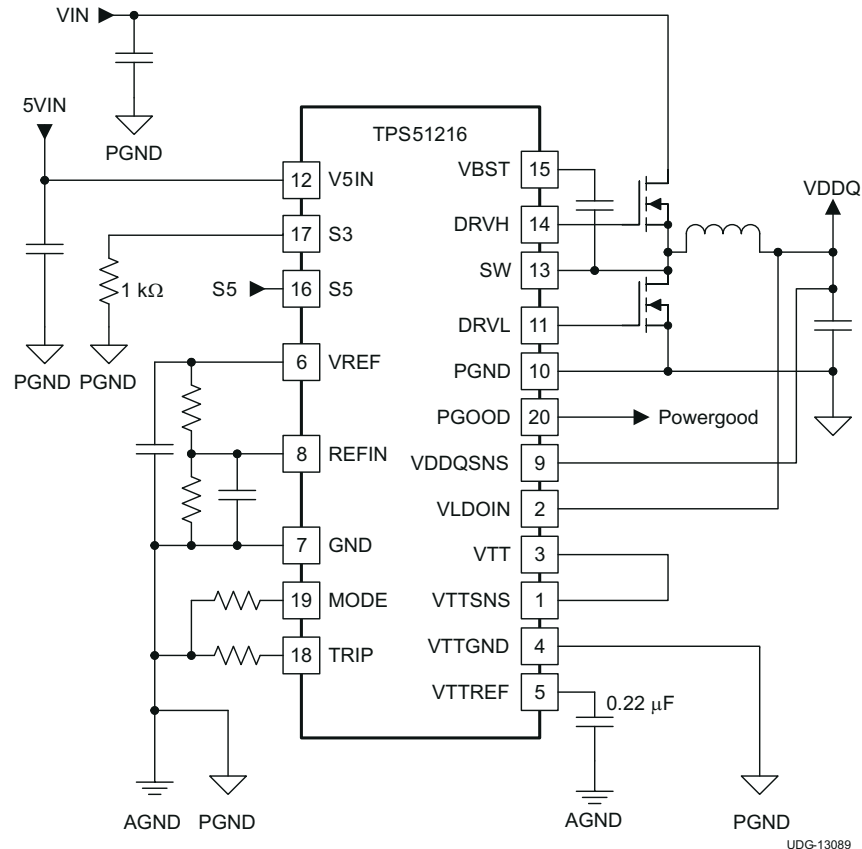 VIN
PGND
5VIN
TPS51216
12 V5IN
17 S3
1 kΩ
S5
16 S5
PGND
PGND
6 VREF
8 REFIN
7 GND
19 MODE
18 TRIP
AGND
PGND
VBST 15
DRVH 14
SW 13
DRVL 11
PGND 10
PGOOD 20
Powergood
VDDQSNS 9
VLDOIN 2
VTT 3
VTTSNS 1
VTTGND 4
VTTREF 5
0.22 μF
VDDQ
AGND
PGND
UDG-13089